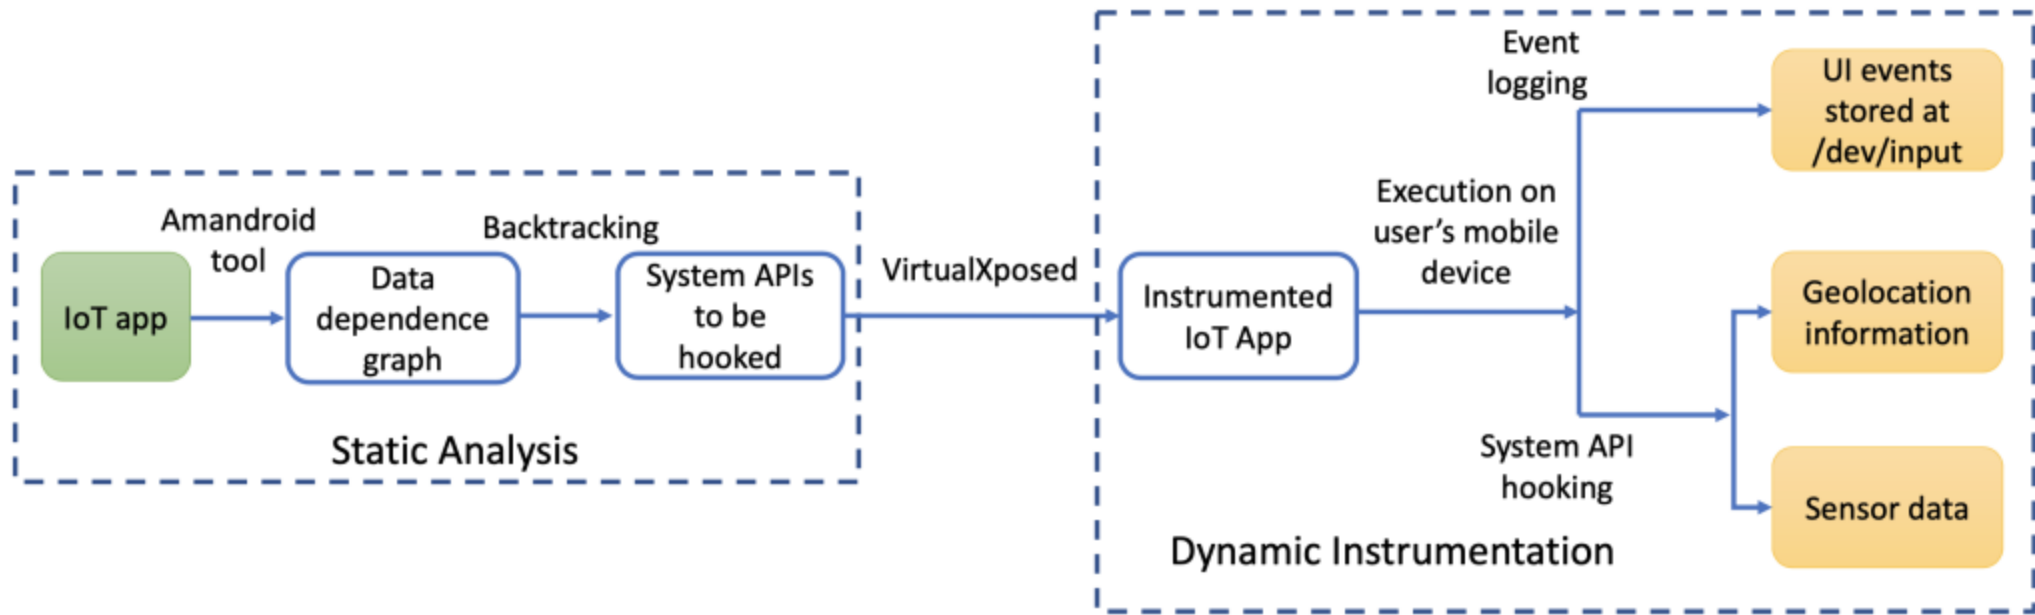 IoT app
Amandroid
tool
Data
dependence
graph
Backtracking
System APIs
to be
hooked
Static Analysis
VirtualXposed
Instrumented
IoT App
Execution on
user's mobile
device
Event
logging
UI events
stored at
/dev/input
System API
hooking
Geolocation
information
Sensor data
Dynamic Instrumentation